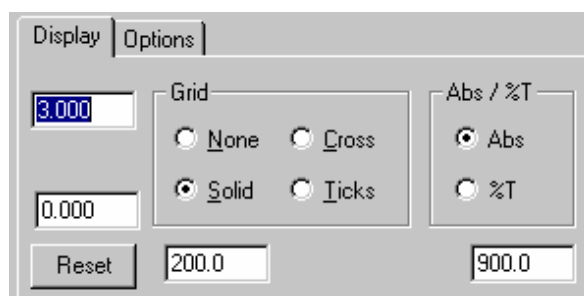 Display Options
3.000 Grid Abs / %T
None Cross Abs
Solid Ticks %T
0.000
Reset 200.0 900.0